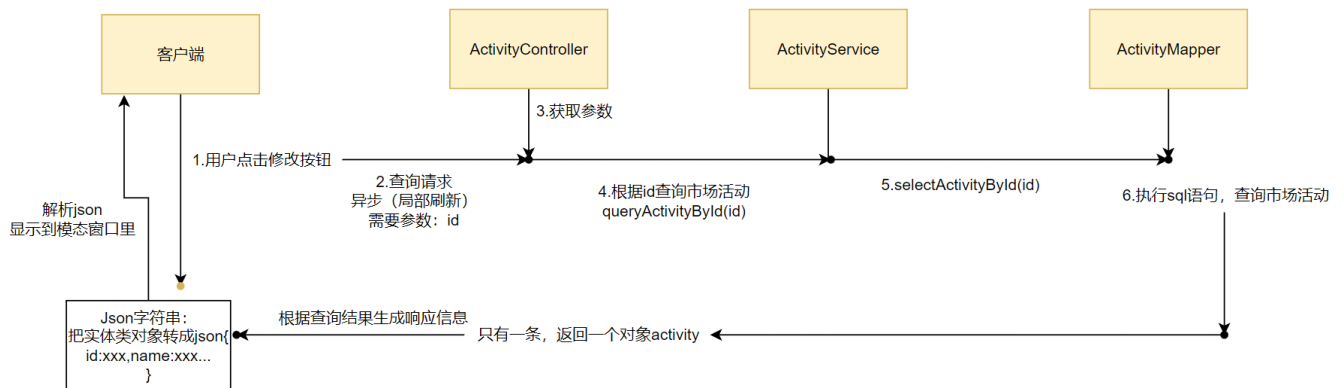 客户端
ActivityController
ActivityService
ActivityMapper
3.获取参数
1.用户点击修改按钮
2.查询请求
异步（局部刷新）
需要参数：id
4.根据id查询市场活动
queryActivityById(id)
5.selectActivityById(id)
6.执行sql语句，查询市场活动
解析json
显示到模态窗口里
Json字符串：
把实体类对象转成json{
id:xxx,name:xxx...
}
根据查询结果生成响应信息
只有一条，返回一个对象activity